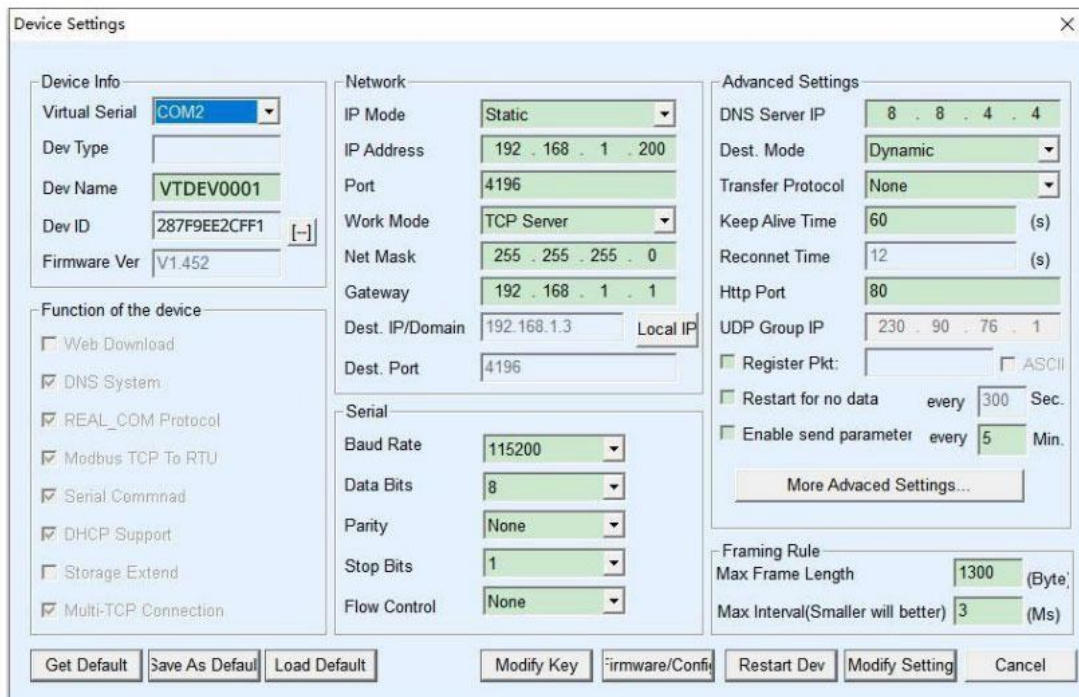 Device Settings
Device Info
Virtual Serial COM2
Dev Type
Dev Name VTDEV0001
Dev ID 287F9EE2CFF1 [--]
Firmware Ver V1.452
Function of the device
Web Download
DNS System
REAL_COM Protocol
Modbus TCP To RTU
Serial Commnad
DHCP Support
Storage Extend
Multi-TCP Connection
Network
IP Mode Static
IP Address 192 . 168 . 1 . 200
Port 4196
Work Mode TCP Server
Net Mask 255 . 255 . 255 . 0
Gateway 192 . 168 . 1 . 1
Dest. IP/Domain 192.168.1.3 Local IP
Dest. Port 4196
Serial
Baud Rate 115200
Data Bits 8
Parity None
Stop Bits 1
Flow Control None
Advanced Settings
DNS Server IP 8 . 8 . 4 . 4
Dest. Mode Dynamic
Transfer Protocol None
Keep Alive Time 60 (s)
Reconnet Time 12 (s)
Http Port 80
UDP Group IP 230 . 90 . 76 . 1
Register Pkt: ASCII
Restart for no data every 300 Sec.
Enable send parameter every 5 Min.
More Advaced Settings...
Framing Rule
Max Frame Length 1300 (Byte)
Max Interval(Smaller will better) 3 (Ms)
Get Default Save As Defaul Load Default Modify Key Firmware/Config Restart Dev Modify Setting Cancel